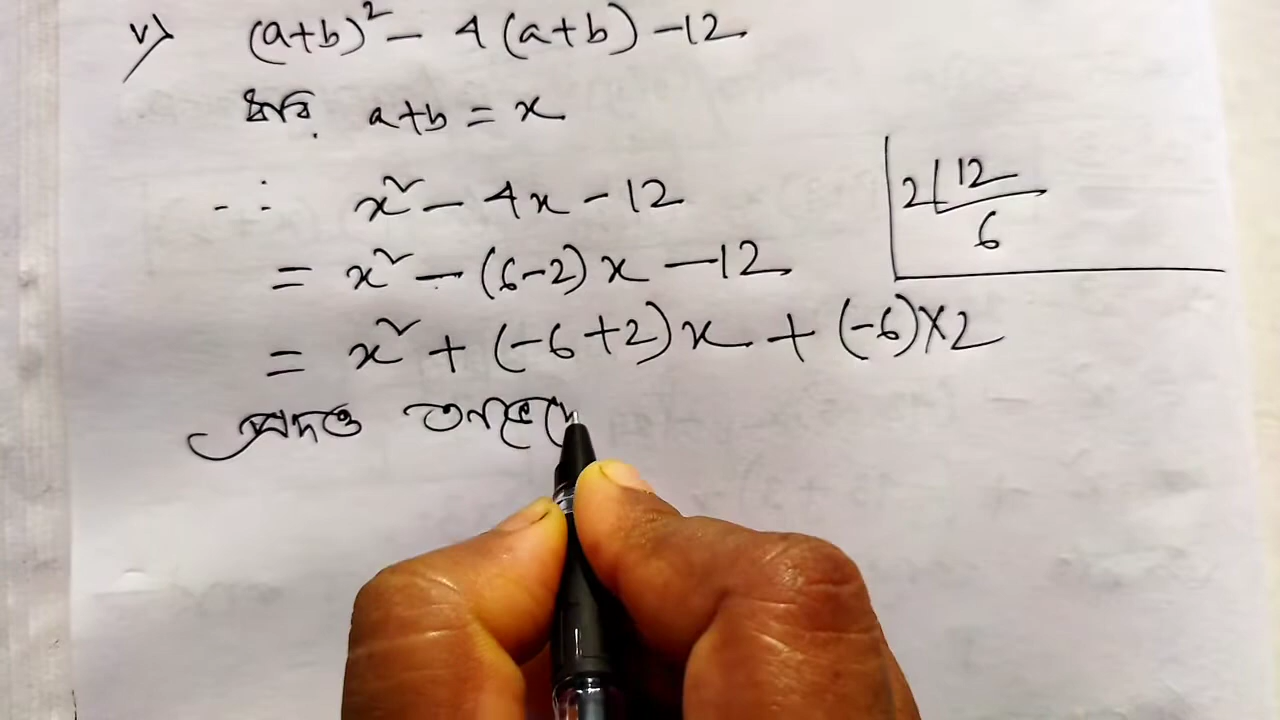 v) (a+b)² - 4(a+b) - 12
ধরি, a+b = x
∴ x² - 4x - 12
= x² - (6-2)x - 12
= x² + (-6+2)x + (-6)×2
প্রদত্ত
2 12
6